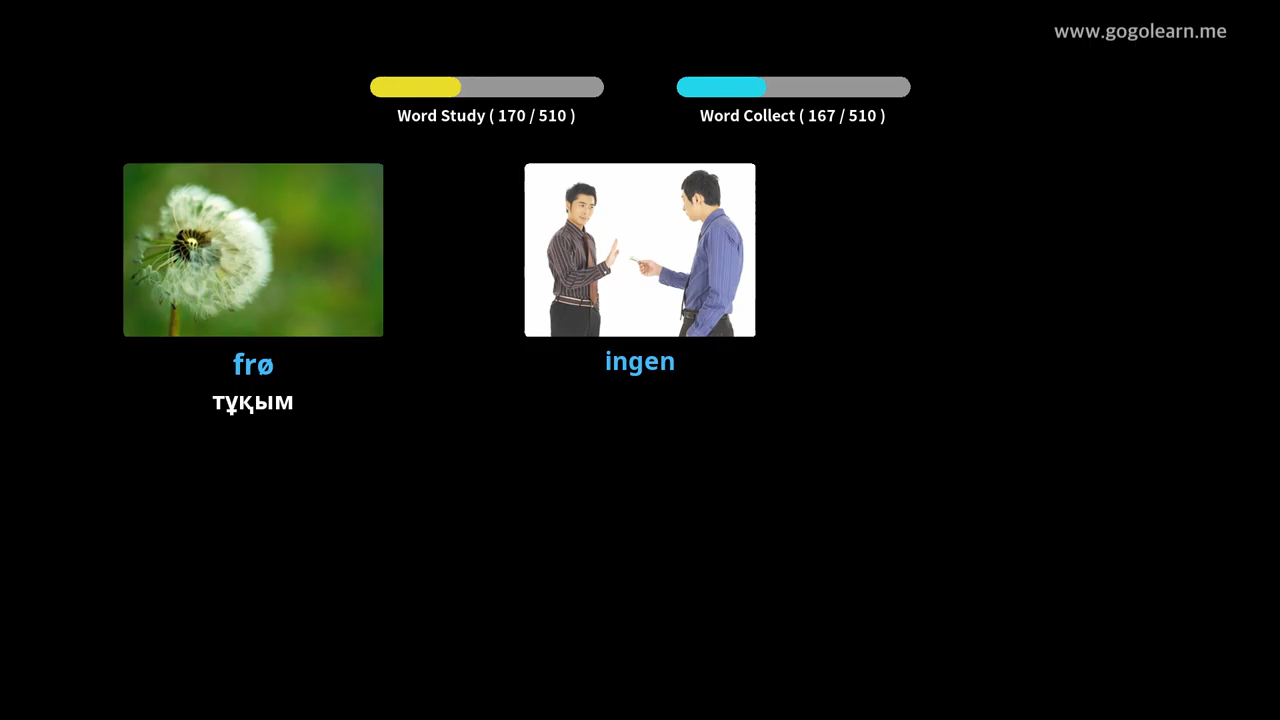 www.gogolearn.me
Word Study ( 170 / 510 )
Word Collect ( 167 / 510 )
frø
тұқым
ingen